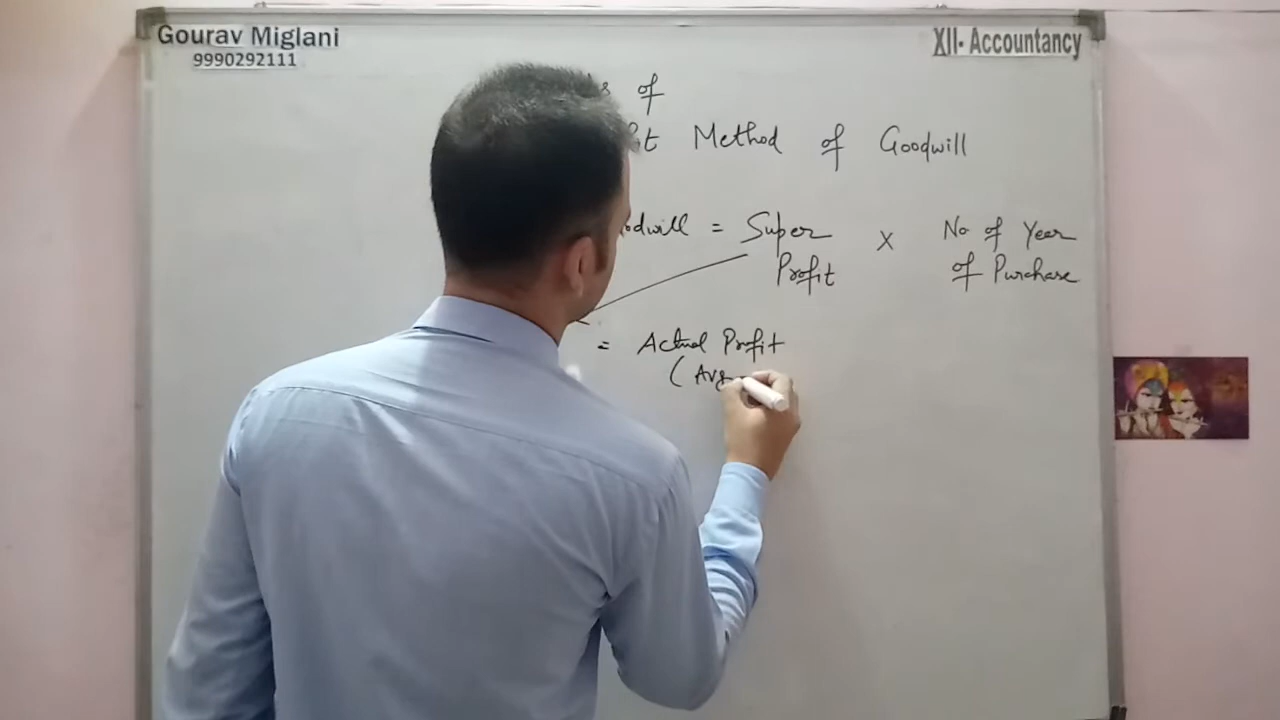 Gourav Miglani
9990292111
XII- Accountancy
of
Method of Goodwill
= Super Profit x No of Year of Purchase
= Actual Profit
(Avg